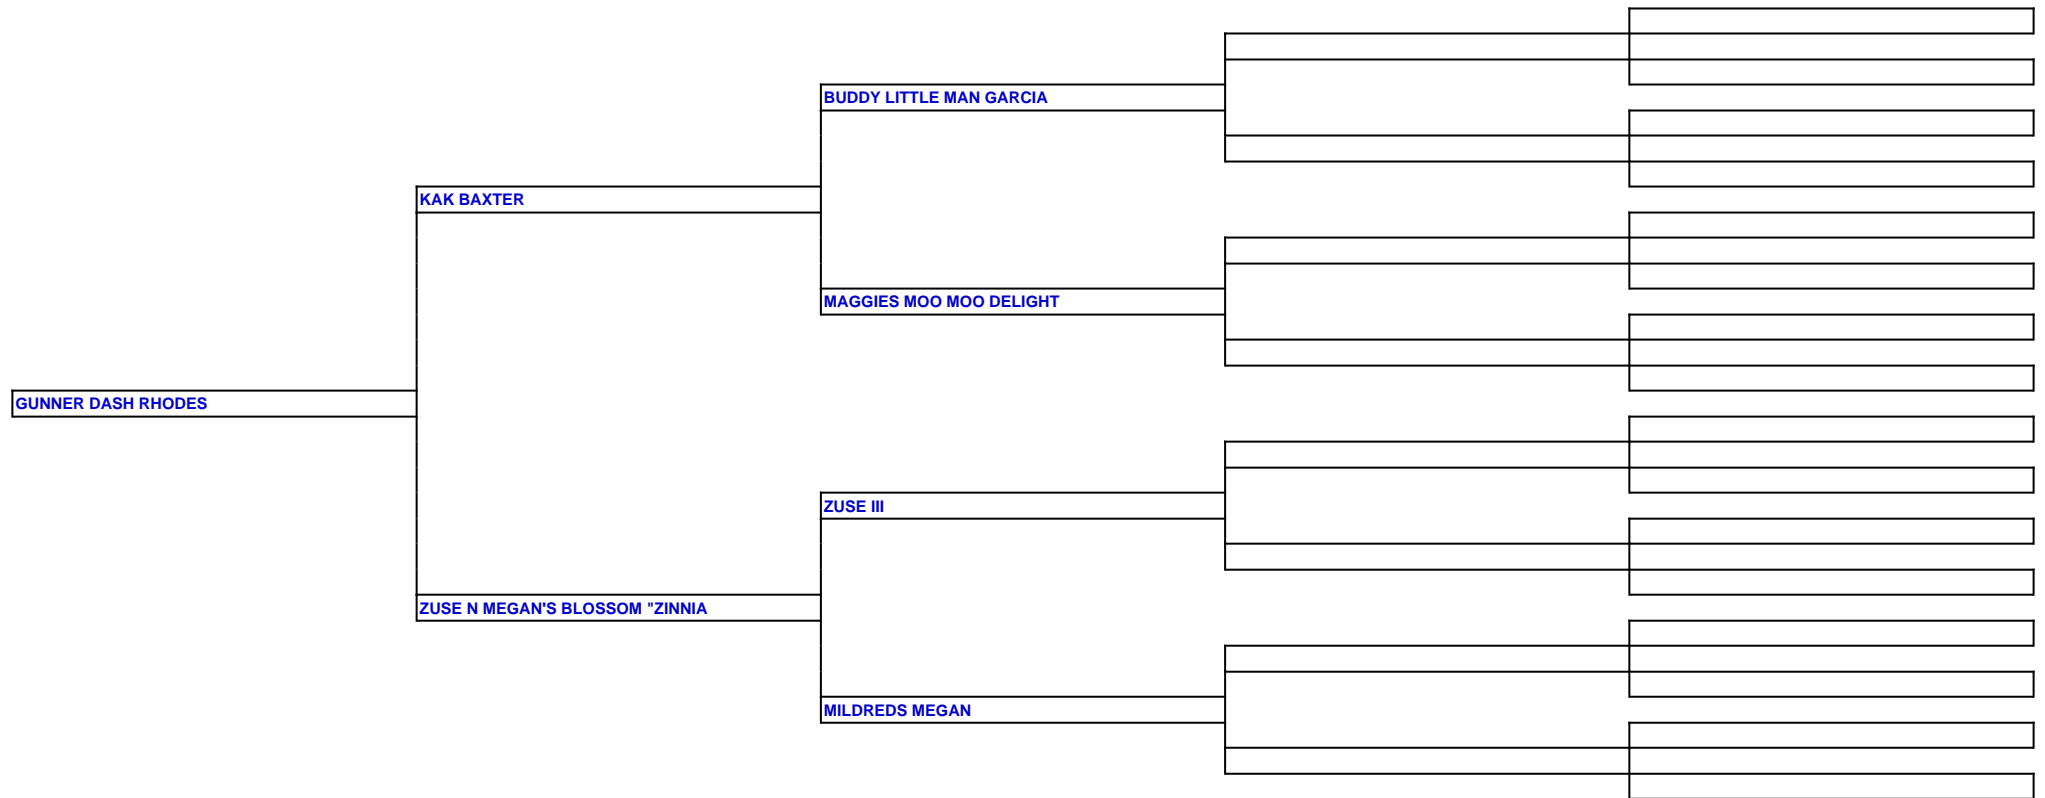 BUDDY LITTLE MAN GARCIA
KAK BAXTER
MAGGIES MOO MOO DELIGHT
GUNNER DASH RHODES
ZUSE III
ZUSE N MEGAN'S BLOSSOM "ZINNIA
MILDREDS MEGAN